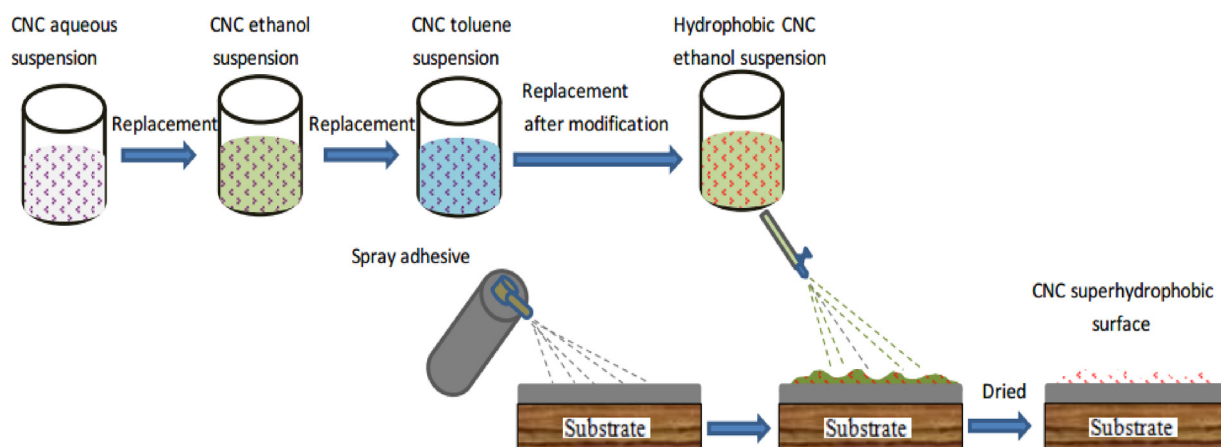 CNC aqueous
suspension
CNC ethanol
suspension
CNC toluene
suspension
Hydrophobic CNC
ethanol suspension
Replacement
Replacement
Replacement
after modification
Spray adhesive
CNC superhydrophobic
surface
Dried
Substrate
Substrate
Substrate